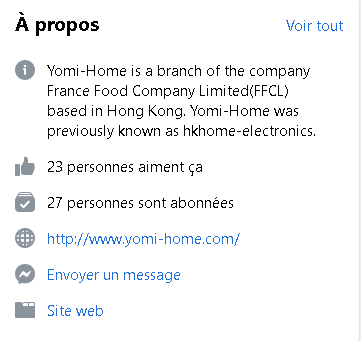 À propos
Voir tout
Yomi-Home is a branch of the company
France Food Company Limited(FFCL)
based in Hong Kong. Yomi-Home was
previously known as hkhome-electronics.
23 personnes aiment ça
27 personnes sont abonnées
http://www.yomi-home.com/
Envoyer un message
Site web